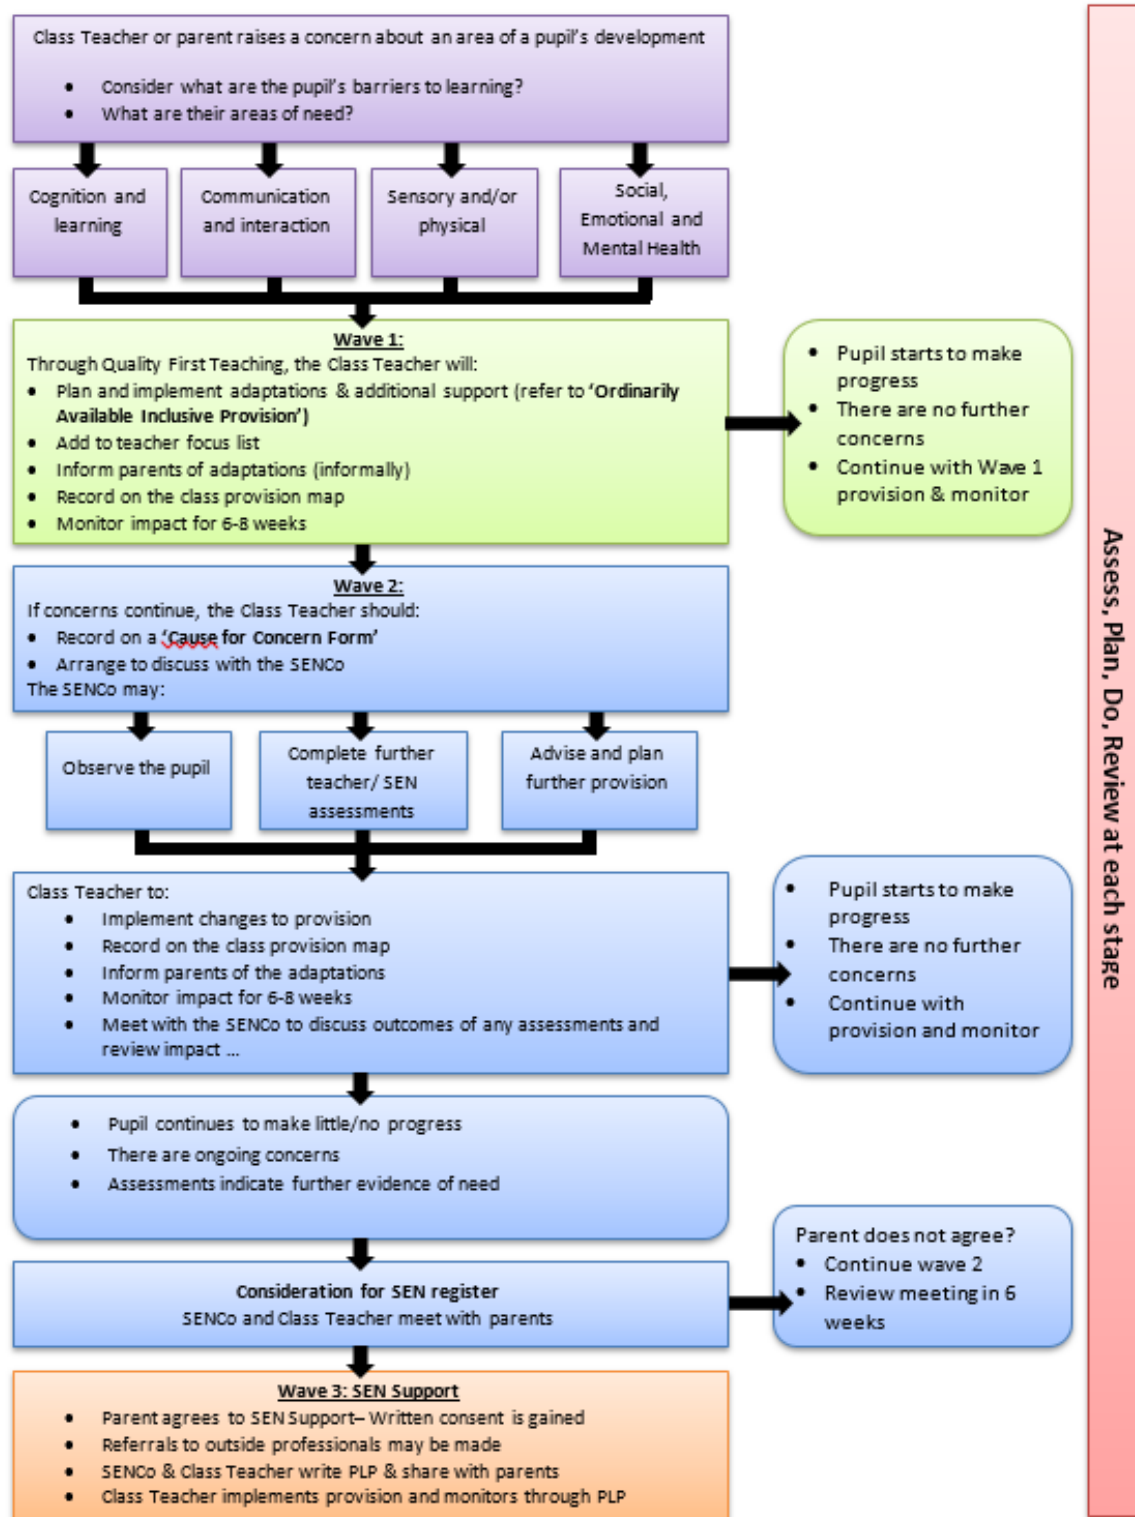 Class Teacher or parent raises a concern about an area of a pupil's development
• Consider what are the pupil's barriers to learning?
• What are their areas of need?
Cognition and
learning
Communication
and interaction
Sensory and/or
physical
Social,
Emotional and
Mental Health
Wave 1:
Through Quality First Teaching, the Class Teacher will:
• Plan and implement adaptations & additional support (refer to 'Ordinarily
Available Inclusive Provision')
• Add to teacher focus list
• Inform parents of adaptations (informally)
• Record on the class provision map
• Monitor impact for 6-8 weeks
• Pupil starts to make
progress
• There are no further
concerns
• Continue with Wave 1
provision & monitor
Wave 2:
If concerns continue, the Class Teacher should:
• Record on a 'Cause for Concern Form'
• Arrange to discuss with the SENCo
The SENCo may:
Observe the pupil
Complete further
teacher/ SEN
assessments
Advise and plan
further provision
Class Teacher to:
• Implement changes to provision
• Record on the class provision map
• Inform parents of the adaptations
• Monitor impact for 6-8 weeks
• Meet with the SENCo to discuss outcomes of any assessments and
review impact ...
• Pupil starts to make
progress
• There are no further
concerns
• Continue with
provision and monitor
• Pupil continues to make little/no progress
• There are ongoing concerns
• Assessments indicate further evidence of need
Consideration for SEN register
SENCo and Class Teacher meet with parents
Parent does not agree?
• Continue wave 2
• Review meeting in 6
weeks
Wave 3: SEN Support
• Parent agrees to SEN Support– Written consent is gained
• Referrals to outside professionals may be made
• SENCo & Class Teacher write PLP & share with parents
• Class Teacher implements provision and monitors through PLP
Assess, Plan, Do, Review at each stage